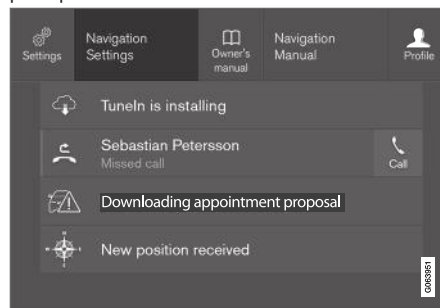 Navigation
Settings
Settings
Owner's
manual
Navigation
Manual
Profile
TuneIn is installing
Sebastian Petersson
Missed call
Call
Downloading appointment proposal
New position received
G063951